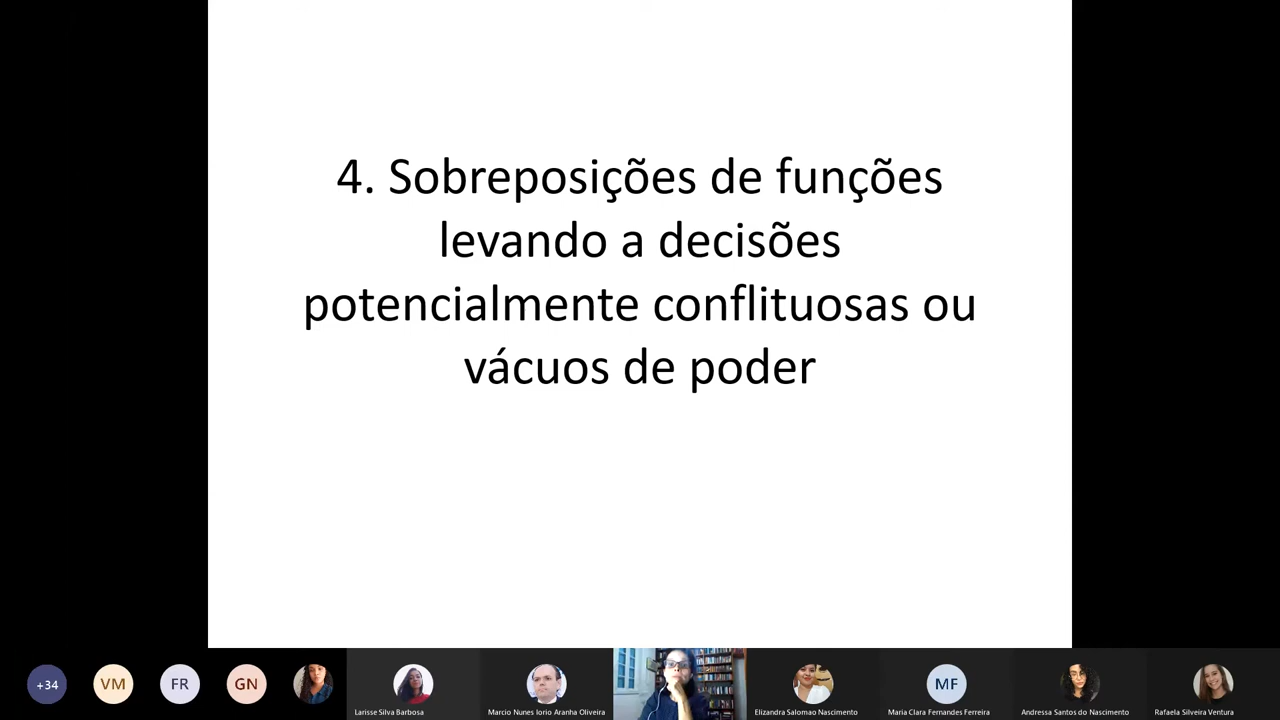 4. Sobreposições de funções
levando a decisões
potencialmente conflituosas ou
vácuos de poder
+34
VM
FR
GN
Larisse Silva Barbosa
Marcio Nunes Iorio Aranha Oliveira
Elizandra Salomao Nascimento
MF
Maria Clara Fernandes Ferreira
Andressa Santos do Nascimento
Rafaela Silveira Ventura